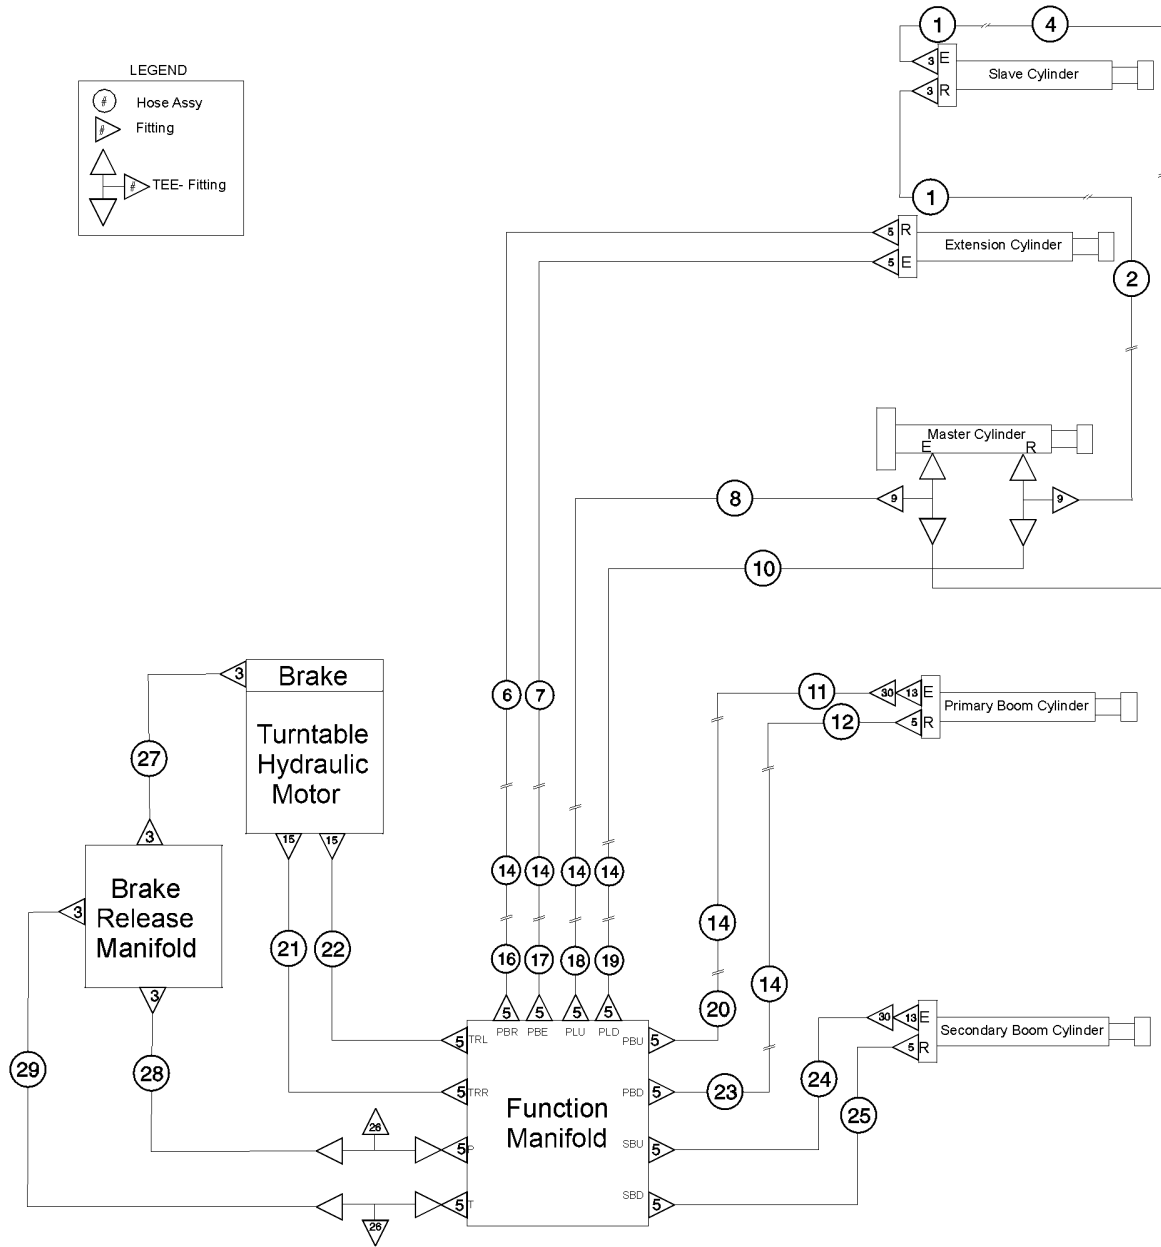 1
4
LEGEND
# Hose Assy
# Fitting
# TEE- Fitting
3 E
Slave Cylinder
3 R
1
5 R
Extension Cylinder
5 E
2
Master Cylinder
E
R
8
9
9
10
3
Brake
Turntable
Hydraulic
Motor
27
6
7
11
30
13
E
Primary Boom Cylinder
12
5
R
15
15
3
Brake
Release
Manifold
3
3
14
14
14
14
14
21
22
16
17
18
19
14
20
5
5
5
5
PBR
PBE
PLU
PLD
5 TRL
PBU 5
30
13
E
Secondary Boom Cylinder
5
R
29
28
24
5 TRR
PBD 5
23
25
Function
Manifold
26
5 P
SBU 5
5 T
SBD 5
26